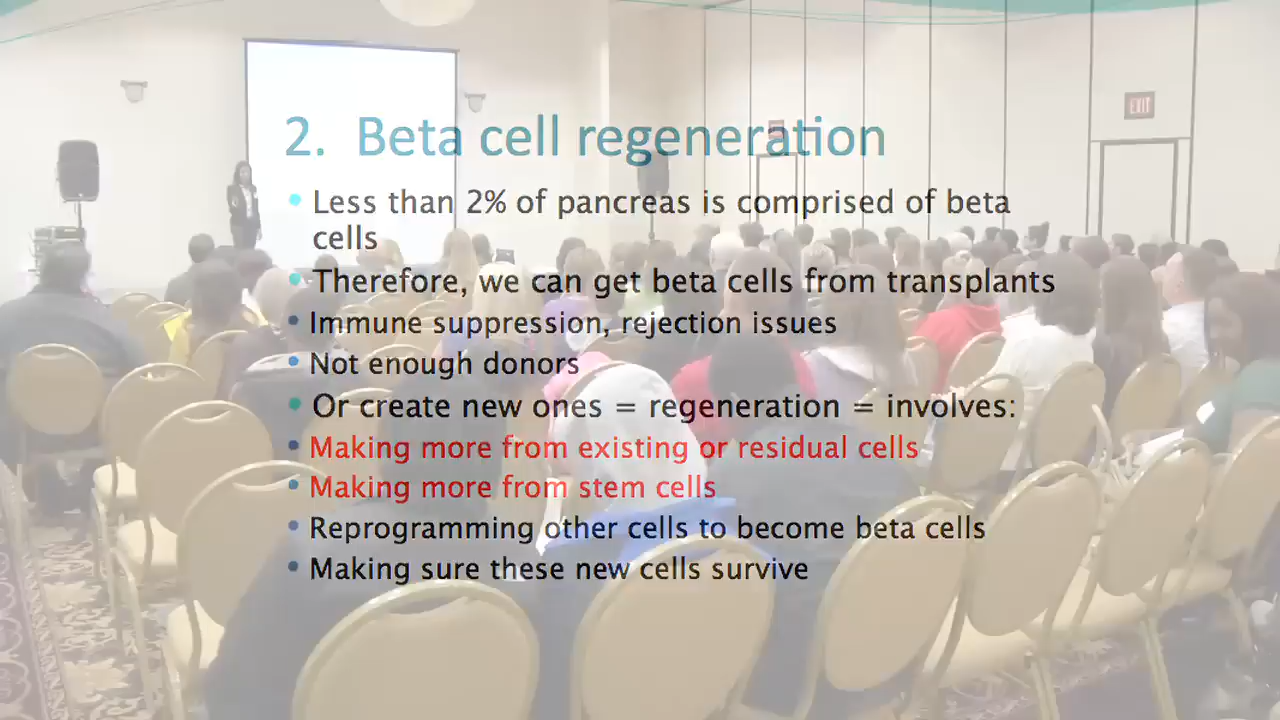 EXIT
2. Beta cell regeneration
• Less than 2% of pancreas is comprised of beta
cells
• Therefore, we can get beta cells from transplants
• Immune suppression, rejection issues
• Not enough donors
• Or create new ones = regeneration = involves:
• Making more from existing or residual cells
• Making more from stem cells
• Reprogramming other cells to become beta cells
• Making sure these new cells survive